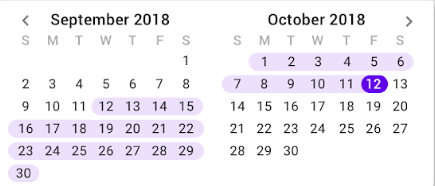 September 2018
S M T W T F S
1
2 3 4 5 6 7 8
9 10 11 12 13 14 15
16 17 18 19 20 21 22
23 24 25 26 27 28 29
30
October 2018
S M T W T F S
1 2 3 4 5 6
7 8 9 10 11 12 13
14 15 16 17 18 19 20
21 22 23 24 25 26 27
28 29 30